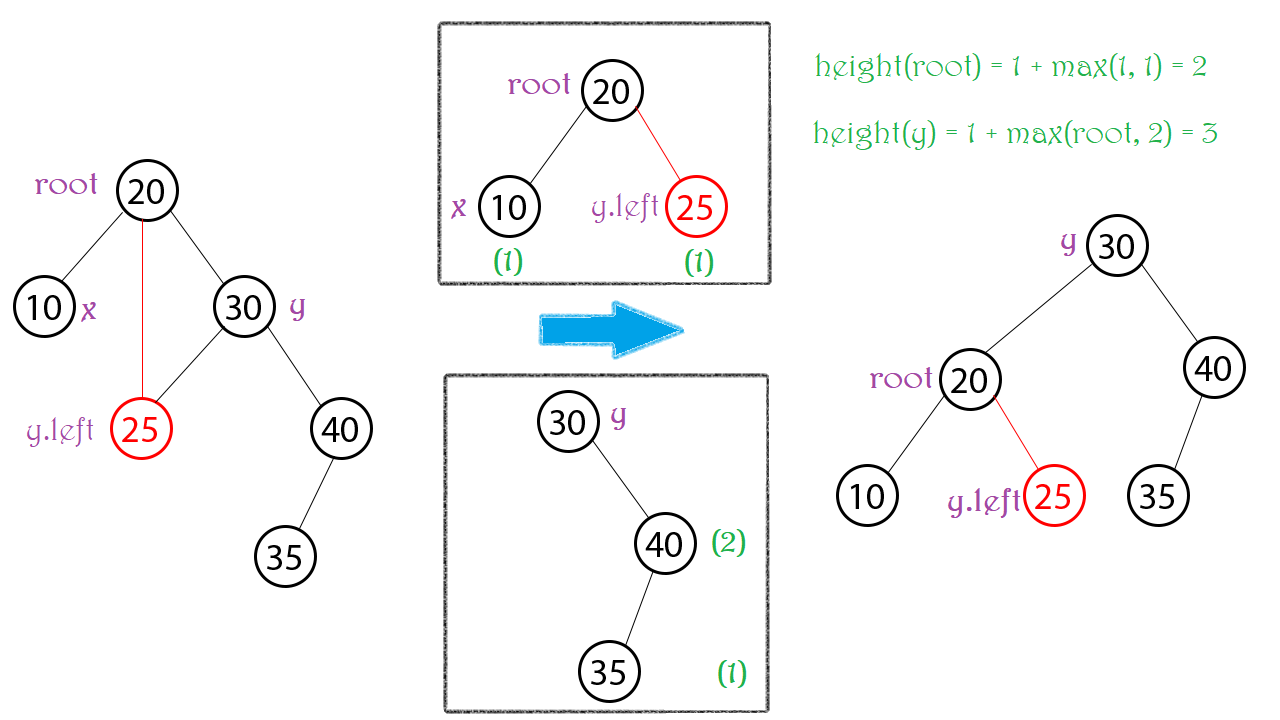 root 20
10 x
30 y
y.left 25
40
35
root 20
x 10
y.left 25
(1)
(1)
30 y
40 (2)
35 (1)
height(root) = 1 + max(1, 1) = 2
height(y) = 1 + max(root, 2) = 3
y 30
root 20
40
10
y.left 25
35